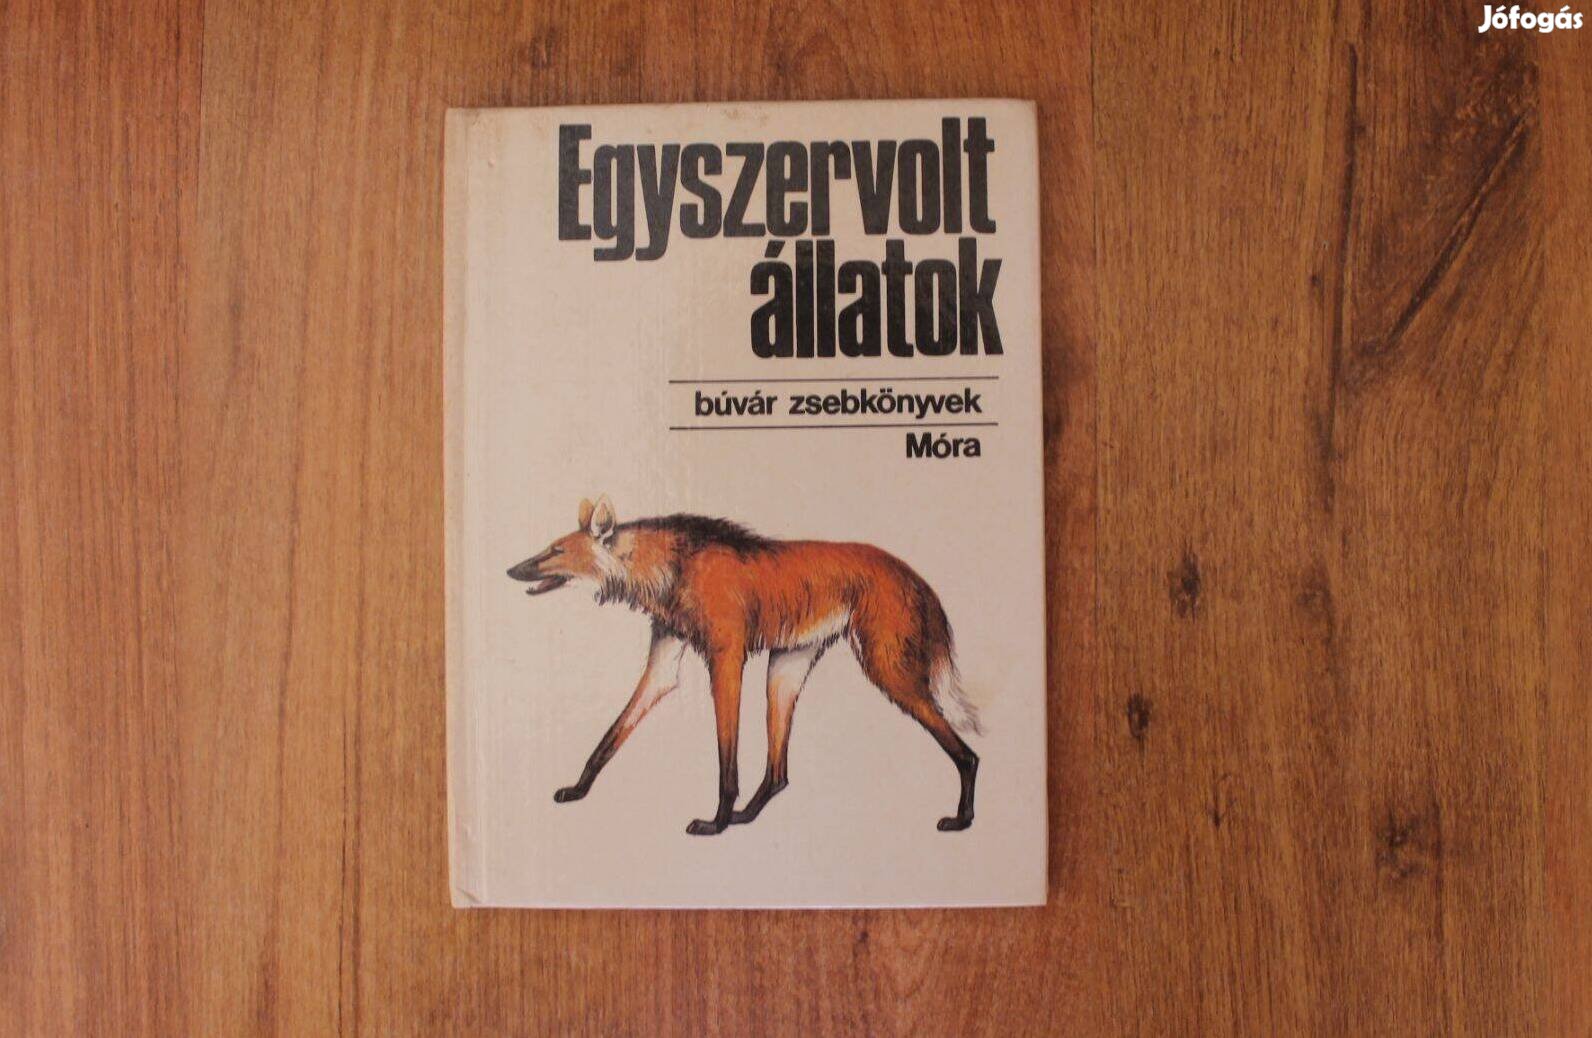 Jófogás
Egyszervolt
állatok
búvár zsebkönyvek
Móra